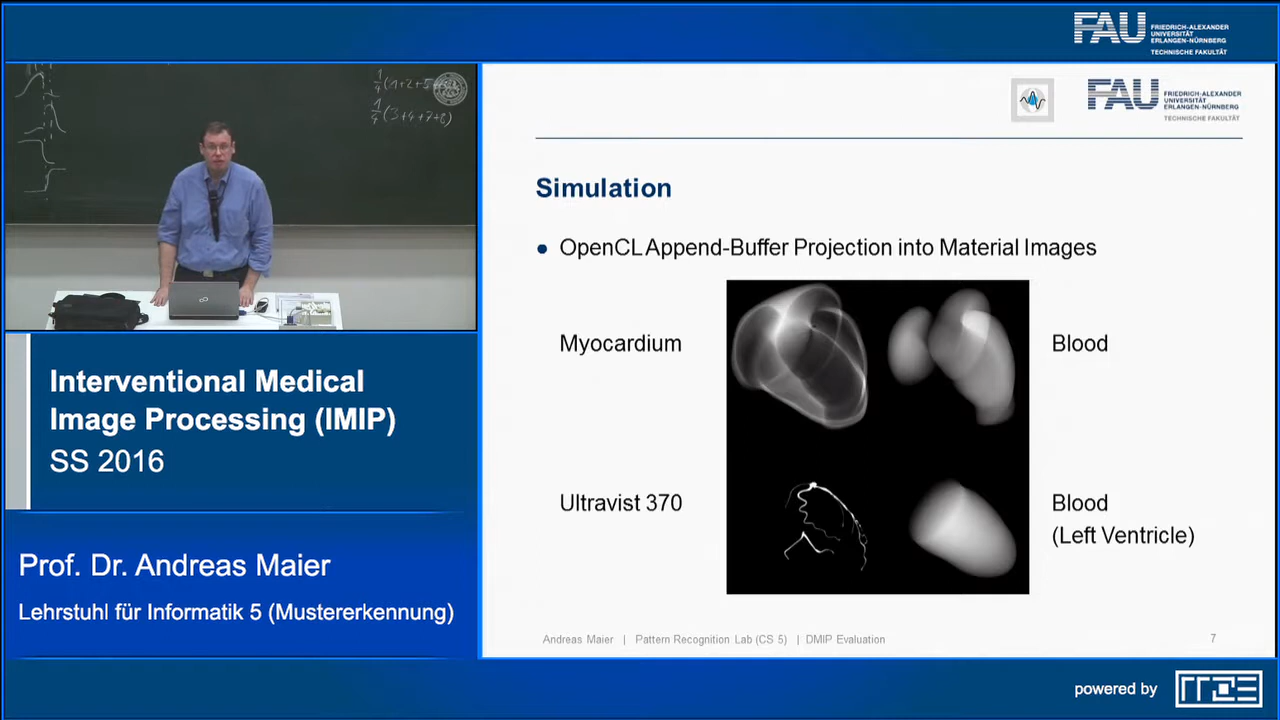 FAU FRIEDRICH-ALEXANDER
UNIVERSITÄT
ERLANGEN-NÜRNBERG
TECHNISCHE FAKULTÄT
FAU FRIEDRICH-ALEXANDER
UNIVERSITÄT
ERLANGEN-NÜRNBERG
TECHNISCHE FAKULTÄT
Simulation
OpenCL Append-Buffer Projection into Material Images
Myocardium
Blood
Ultravist 370
Blood
(Left Ventricle)
Andreas Maier | Pattern Recognition Lab (CS 5) | DMIP Evaluation
7
Interventional Medical
Image Processing (IMIP)
SS 2016
Prof. Dr. Andreas Maier
Lehrstuhl für Informatik 5 (Mustererkennung)
powered by
rrze